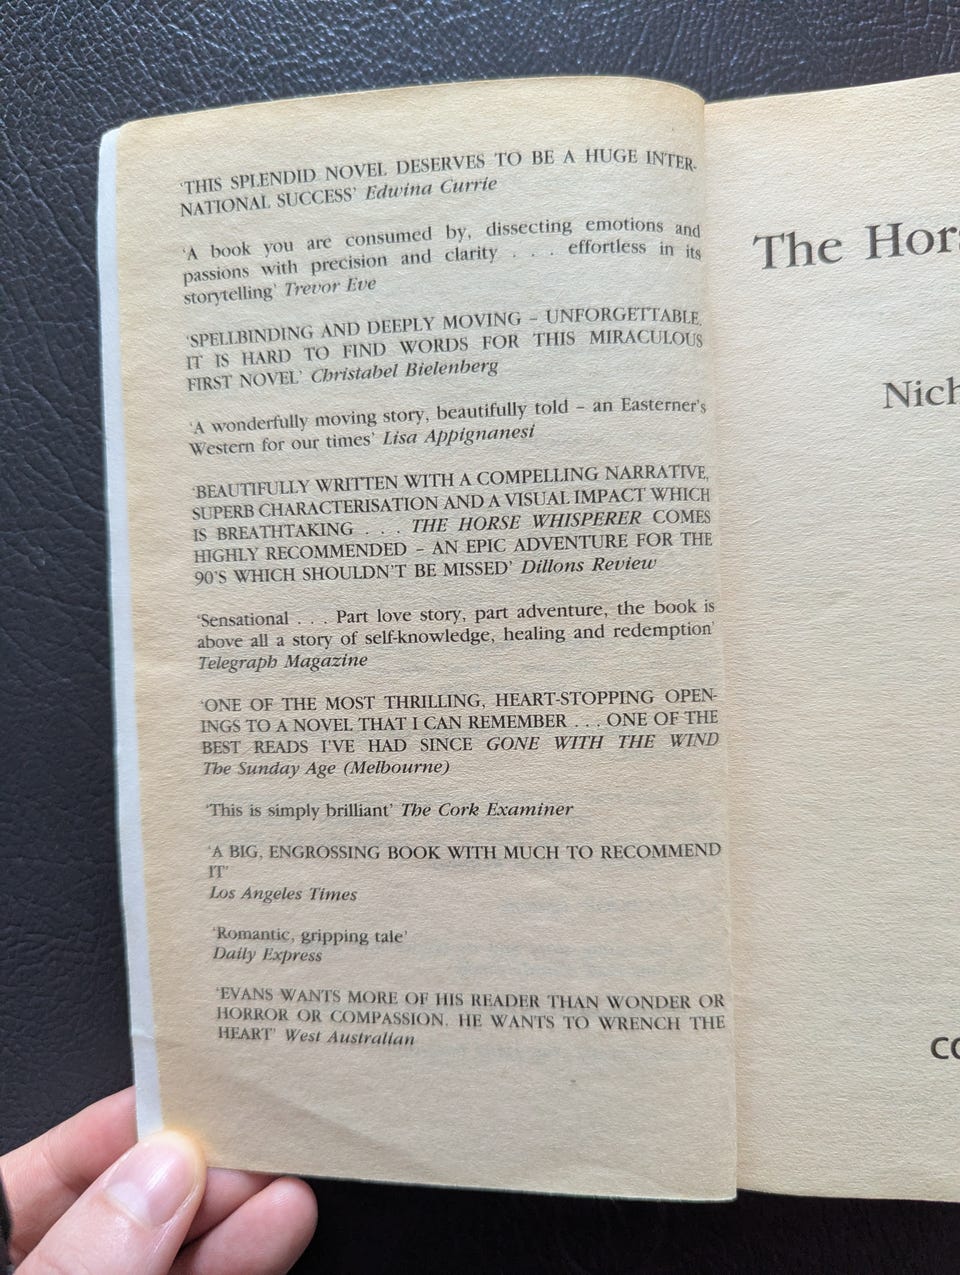 ‘THIS SPLENDID NOVEL DESERVES TO BE A HUGE INTER-
NATIONAL SUCCESS’ Edwina Currie
‘A book you are consumed by, dissecting emotions and
passions with precision and clarity . . . effortless in its
storytelling’ Trevor Eve
‘SPELLBINDING AND DEEPLY MOVING – UNFORGETTABLE.
IT IS HARD TO FIND WORDS FOR THIS MIRACULOUS
FIRST NOVEL’ Christabel Bielenberg
‘A wonderfully moving story, beautifully told – an Easterner’s
Western for our times’ Lisa Appignanesi
‘BEAUTIFULLY WRITTEN WITH A COMPELLING NARRATIVE,
SUPERB CHARACTERISATION AND A VISUAL IMPACT WHICH
IS BREATHTAKING . . . THE HORSE WHISPERER COMES
HIGHLY RECOMMENDED – AN EPIC ADVENTURE FOR THE
90’S WHICH SHOULDN’T BE MISSED’ Dillons Review
‘Sensational . . . Part love story, part adventure, the book is
above all a story of self-knowledge, healing and redemption’
Telegraph Magazine
‘ONE OF THE MOST THRILLING, HEART-STOPPING OPEN-
INGS TO A NOVEL THAT I CAN REMEMBER . . . ONE OF THE
BEST READS I’VE HAD SINCE GONE WITH THE WIND
The Sunday Age (Melbourne)
‘This is simply brilliant’ The Cork Examiner
‘A BIG, ENGROSSING BOOK WITH MUCH TO RECOMMEND
IT’
Los Angeles Times
‘Romantic, gripping tale’
Daily Express
‘EVANS WANTS MORE OF HIS READER THAN WONDER OR
HORROR OR COMPASSION. HE WANTS TO WRENCH THE
HEART’ West Australian
The Hors
Nich
CO